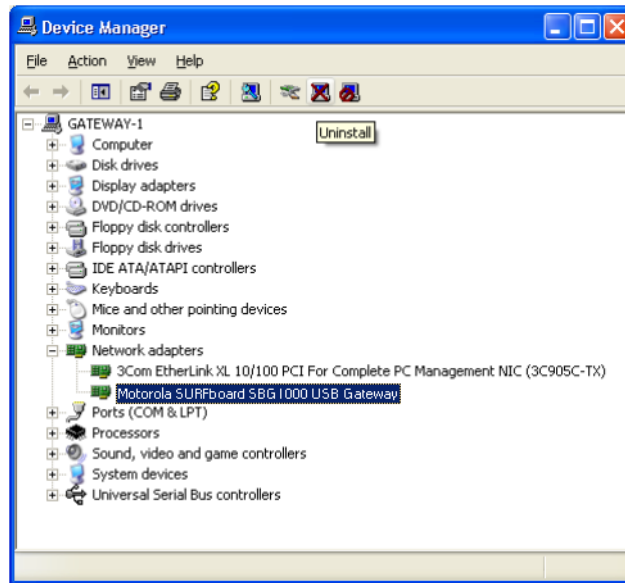 Device Manager
File Action View Help
Uninstall
GATEWAY-1
Computer
Disk drives
Display adapters
DVD/CD-ROM drives
Floppy disk controllers
Floppy disk drives
IDE ATA/ATAPI controllers
Keyboards
Mice and other pointing devices
Monitors
Network adapters
3Com EtherLink XL 10/100 PCI For Complete PC Management NIC (3C905C-TX)
Motorola SURFboard SBG1000 USB Gateway
Ports (COM & LPT)
Processors
Sound, video and game controllers
System devices
Universal Serial Bus controllers